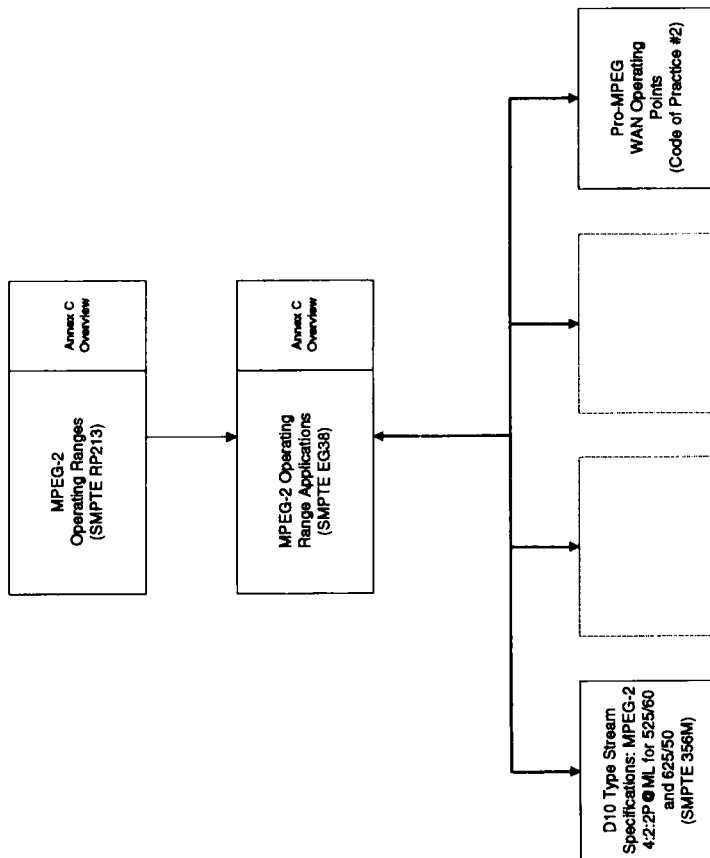 MPEG-2
Operating Ranges
(SMPTE RP213)
Annex C
Overview
MPEG-2 Operating
Range Applications
(SMPTE EG38)
Annex C
Overview
D10 Type Stream
Specifications: MPEG-2
4:2:2P@ML for 525/60
and 625/50
(SMPTE 356M)
Pro-MPEG
WAN Operating
Points
(Code of Practice #2)